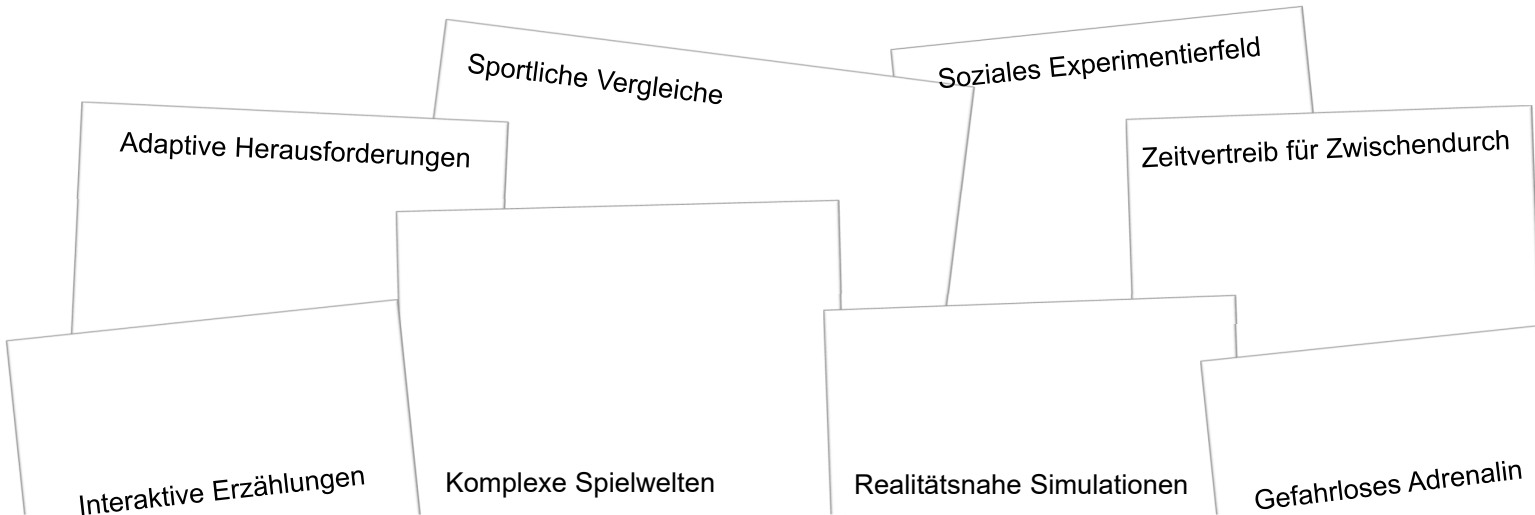 Sportliche Vergleiche
Soziales Experimentierfeld
Adaptive Herausforderungen
Zeitvertreib für Zwischendurch
Interaktive Erzählungen
Komplexe Spielwelten
Realitätsnahe Simulationen
Gefahrloses Adrenalin